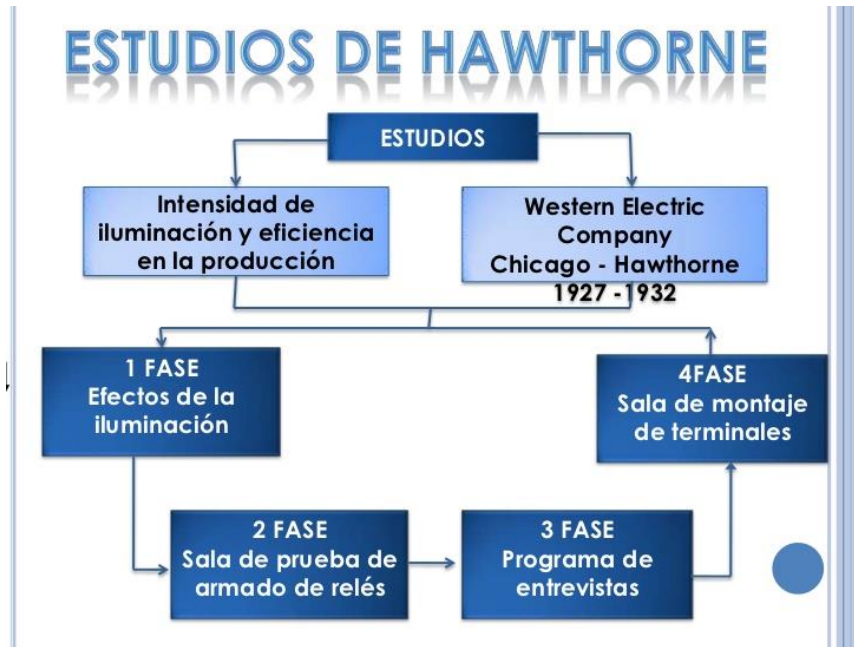 ESTUDIOS DE HAWTHORNE
ESTUDIOS
Intensidad de
iluminación y eficiencia
en la producción
Western Electric
Company
Chicago - Hawthorne
1927 -1932
1 FASE
Efectos de la
iluminación
2 FASE
Sala de prueba de
armado de relés
3 FASE
Programa de
entrevistas
4FASE
Sala de montaje
de terminales